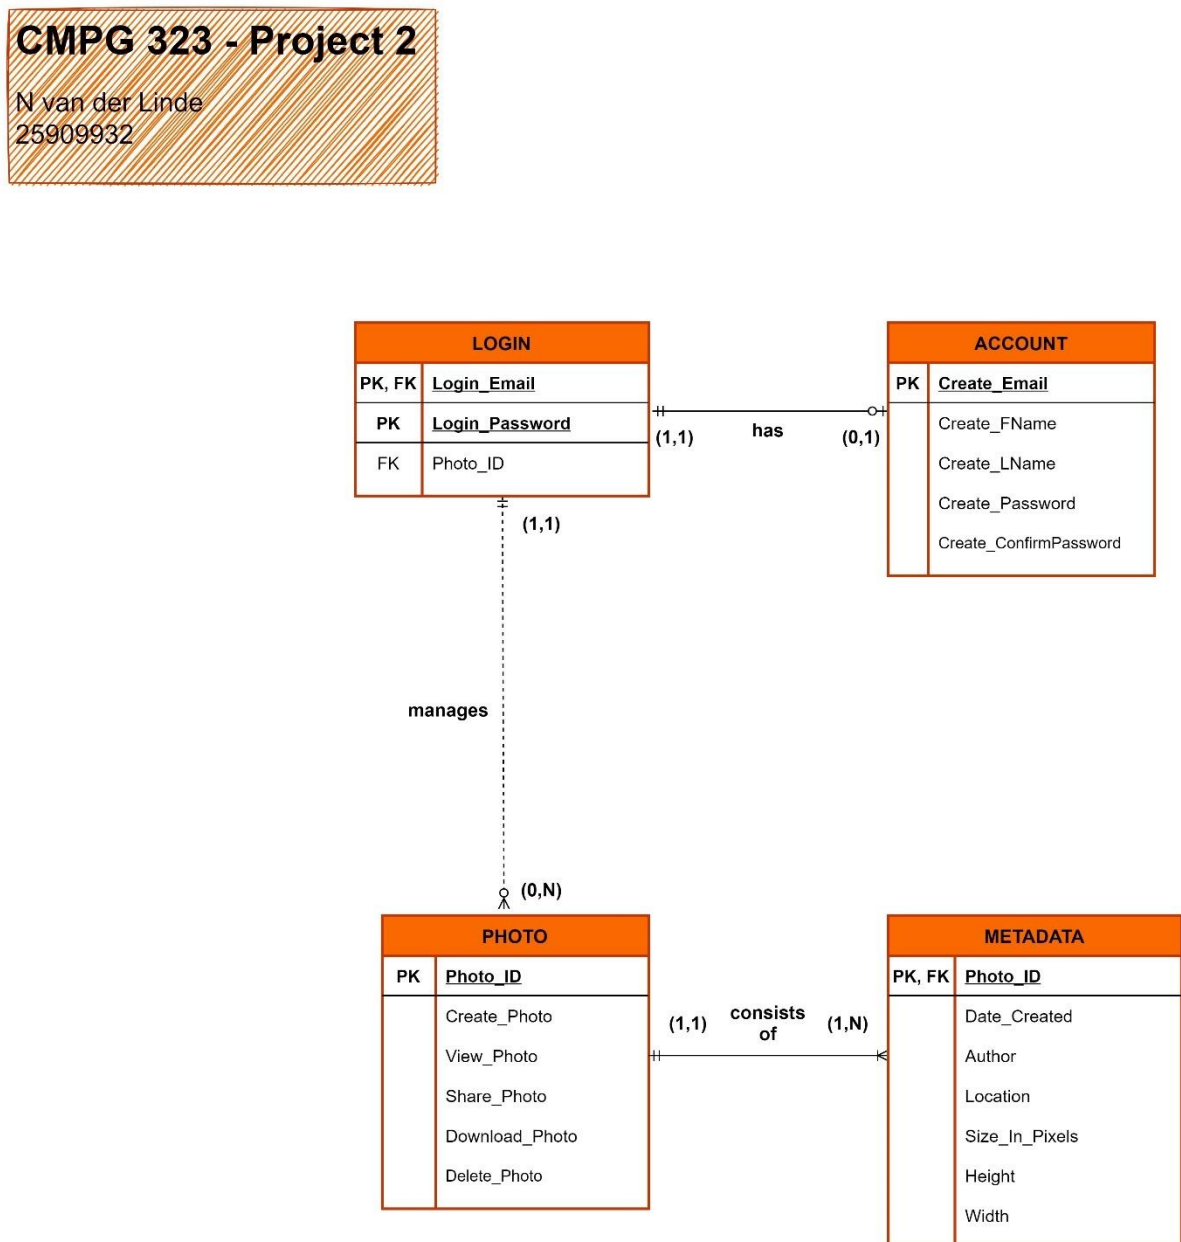 CMPG 323 - Project 2
N van der Linde
25909932
LOGIN
PK, FK Login_Email
PK Login_Password
FK Photo_ID
ACCOUNT
PK Create_Email
Create_FName
Create_LName
Create_Password
Create_ConfirmPassword
(1,1) has (0,1)
(1,1)
manages
(0,N)
PHOTO
PK Photo_ID
Create_Photo
View_Photo
Share_Photo
Download_Photo
Delete_Photo
(1,1) consists (1,N)
of
METADATA
PK, FK Photo_ID
Date_Created
Author
Location
Size_In_Pixels
Height
Width